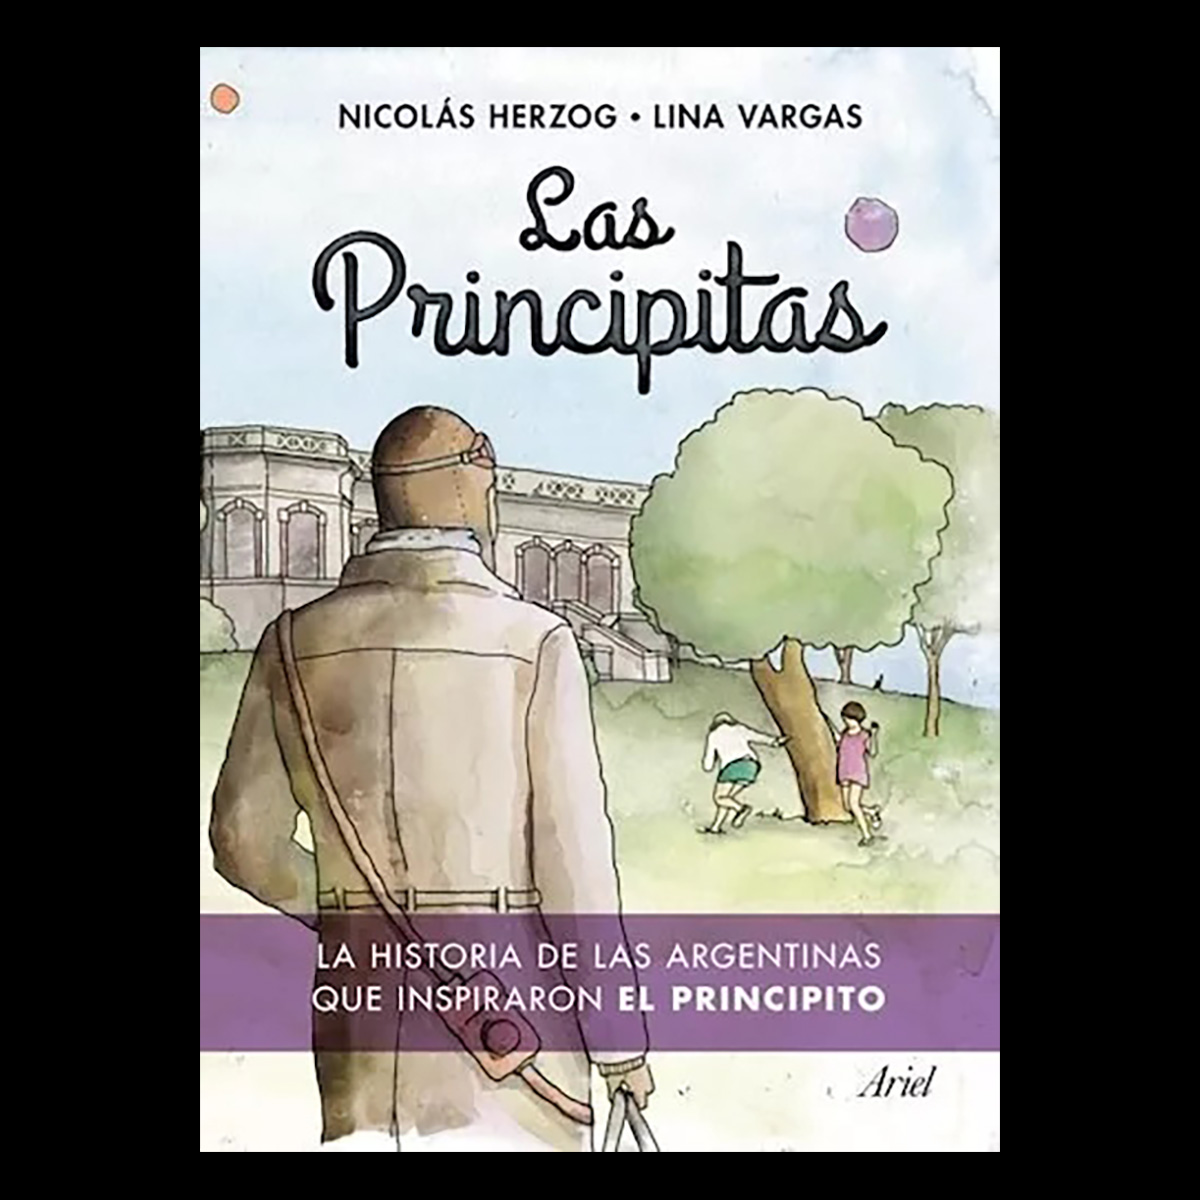 NICOLÁS HERZOG • LINA VARGAS
Las
Principitas
LA HISTORIA DE LAS ARGENTINAS
QUE INSPIRARON EL PRINCIPITO
Ariel